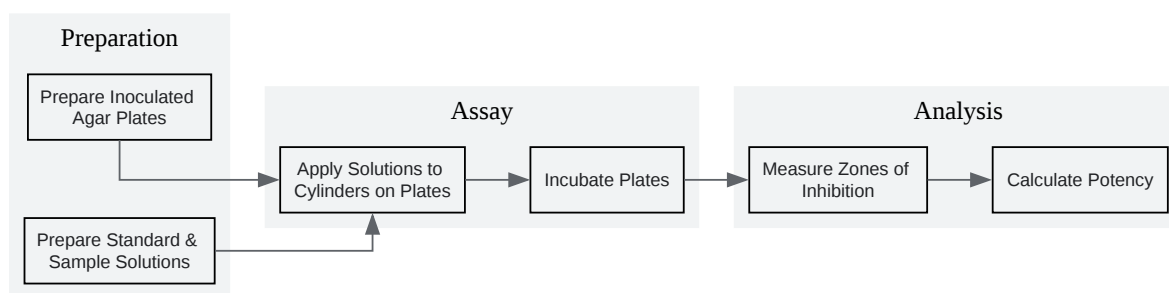 Preparation
Prepare Inoculated
Agar Plates
Prepare Standard &
Sample Solutions
Assay
Apply Solutions to
Cylinders on Plates
Incubate Plates
Analysis
Measure Zones of
Inhibition
Calculate Potency